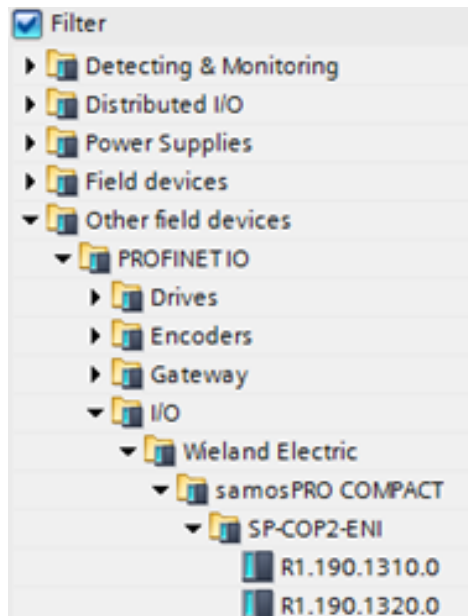 Filter
Detecting & Monitoring
Distributed I/O
Power Supplies
Field devices
Other field devices
PROFINET IO
Drives
Encoders
Gateway
I/O
Wieland Electric
samosPRO COMPACT
SP-COP2-ENI
R1.190.1310.0
R1.190.1320.0